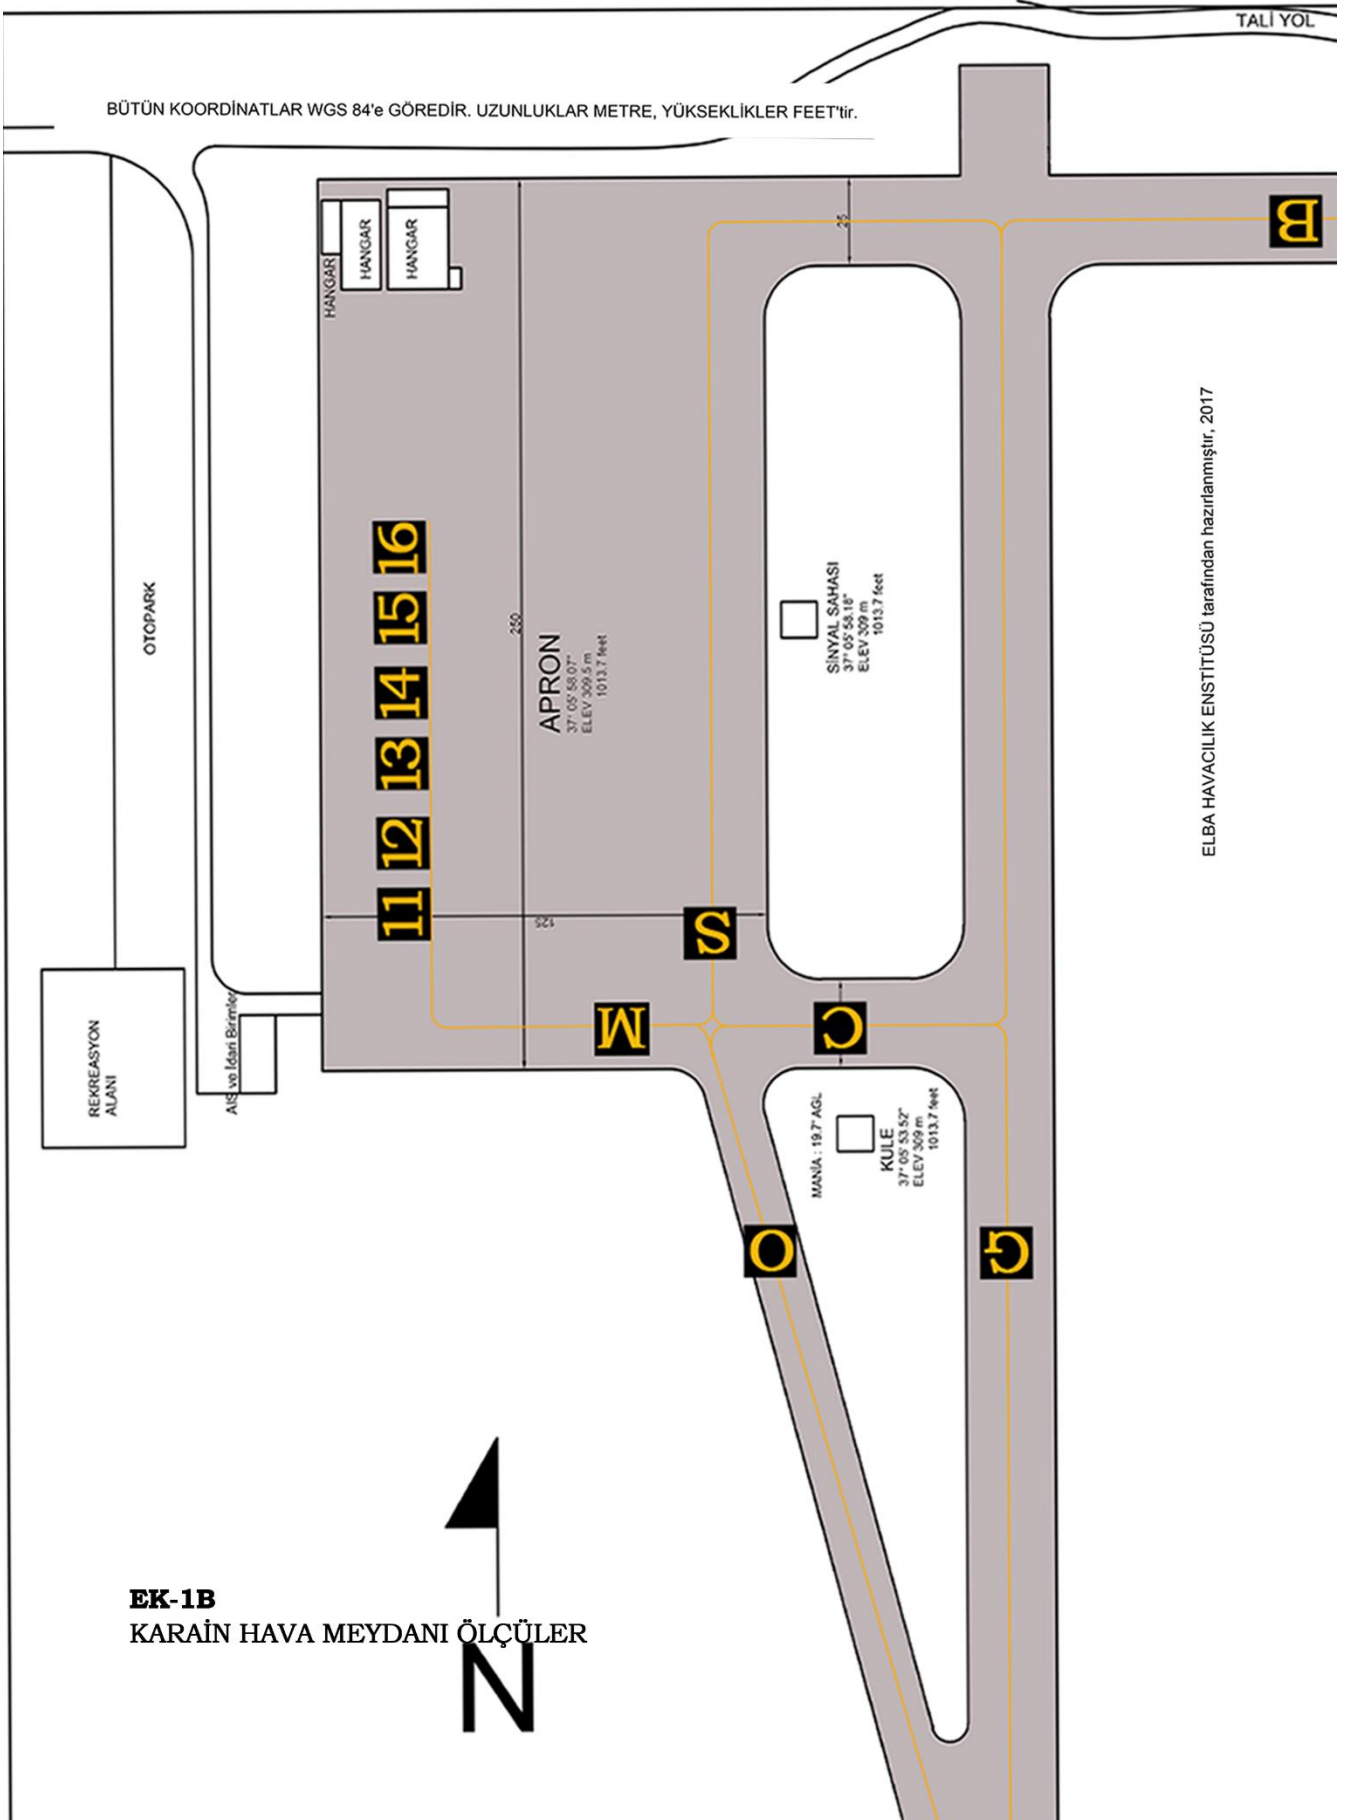 TALİ YOL
BÜTÜN KOORDİNATLAR WGS 84'e GÖREDİR. UZUNLUKLAR METRE, YÜKSEKLİKLER FEET'tir.
B
25
HANGAR
HANGAR
HANGAR
16
15
14
13
12
11
OTOPARK
250
APRON
37° 05' 58.07"
ELEV 309.5 m
1013.7 feet
SİNYAL SAHASI
37° 05' 58.18"
ELEV 309 m
1013.7 feet
ELBA HAVACILIK ENSTİTÜSÜ tarafından hazırlanmıştır, 2017
125
S
M
C
REKREASYON
ALANI
AIS ve İdari Birimler
MANİA : 19.7' AGL
KULE
37° 05' 53.52"
ELEV 309 m
1013.7 feet
O
G
EK-1B
KARAİN HAVA MEYDANI ÖLÇÜLER
N